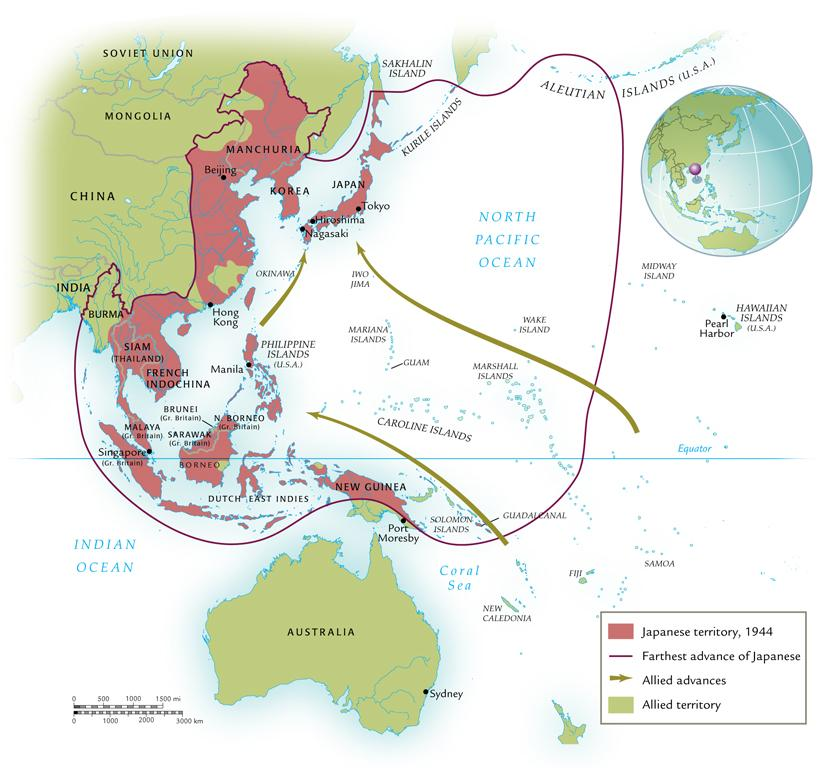 SOVIET UNION
SAKHALIN
ISLAND
ALEUTIAN ISLANDS (U.S.A.)
MONGOLIA
KURILE ISLANDS
MANCHURIA
Beijing
KOREA
JAPAN
CHINA
Tokyo
Hiroshima
Nagasaki
NORTH
PACIFIC
OCEAN
OKINAWA
IWO
JIMA
MIDWAY
ISLAND
INDIA
BURMA
Hong
Kong
HAWAIIAN
ISLANDS
(U.S.A.)
Pearl
Harbor
WAKE
ISLAND
MARIANA
ISLANDS
SIAM
(THAILAND)
PHILIPPINE
ISLANDS
(U.S.A.)
GUAM
MARSHALL
ISLANDS
Manila
FRENCH
INDOCHINA
BRUNEI
(Gr. Britain)
N. BORNEO
(Gr. Britain)
MALAYA
(Gr. Britain)
SARAWAK
(Gr. Britain)
CAROLINE ISLANDS
Singapore
(Gr. Britain)
BORNEO
Equator
DUTCH EAST INDIES
NEW GUINEA
Port
Moresby
SOLOMON
ISLANDS
GUADALCANAL
INDIAN
OCEAN
Coral
Sea
FIJI
SAMOA
NEW
CALEDONIA
AUSTRALIA
Sydney
Japanese territory, 1944
Farthest advance of Japanese
Allied advances
Allied territory
0 500 1000 1500 mi
0 1000 2000 3000 km